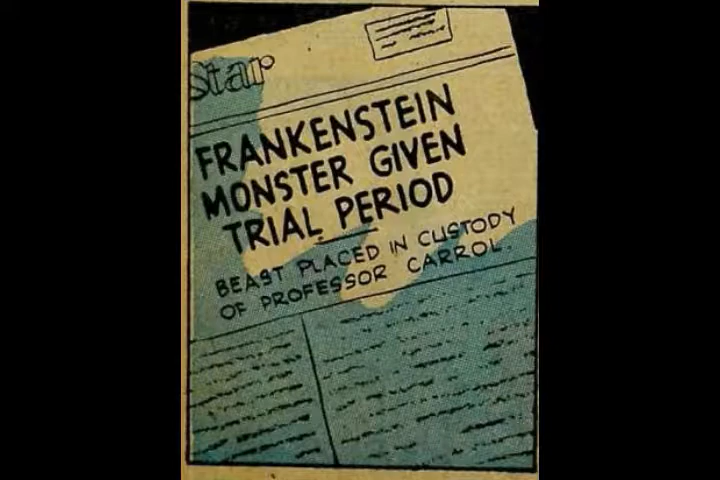 Star
FRANKENSTEIN
MONSTER GIVEN
TRIAL PERIOD
BEAST PLACED IN CUSTODY
OF PROFESSOR CARROL.